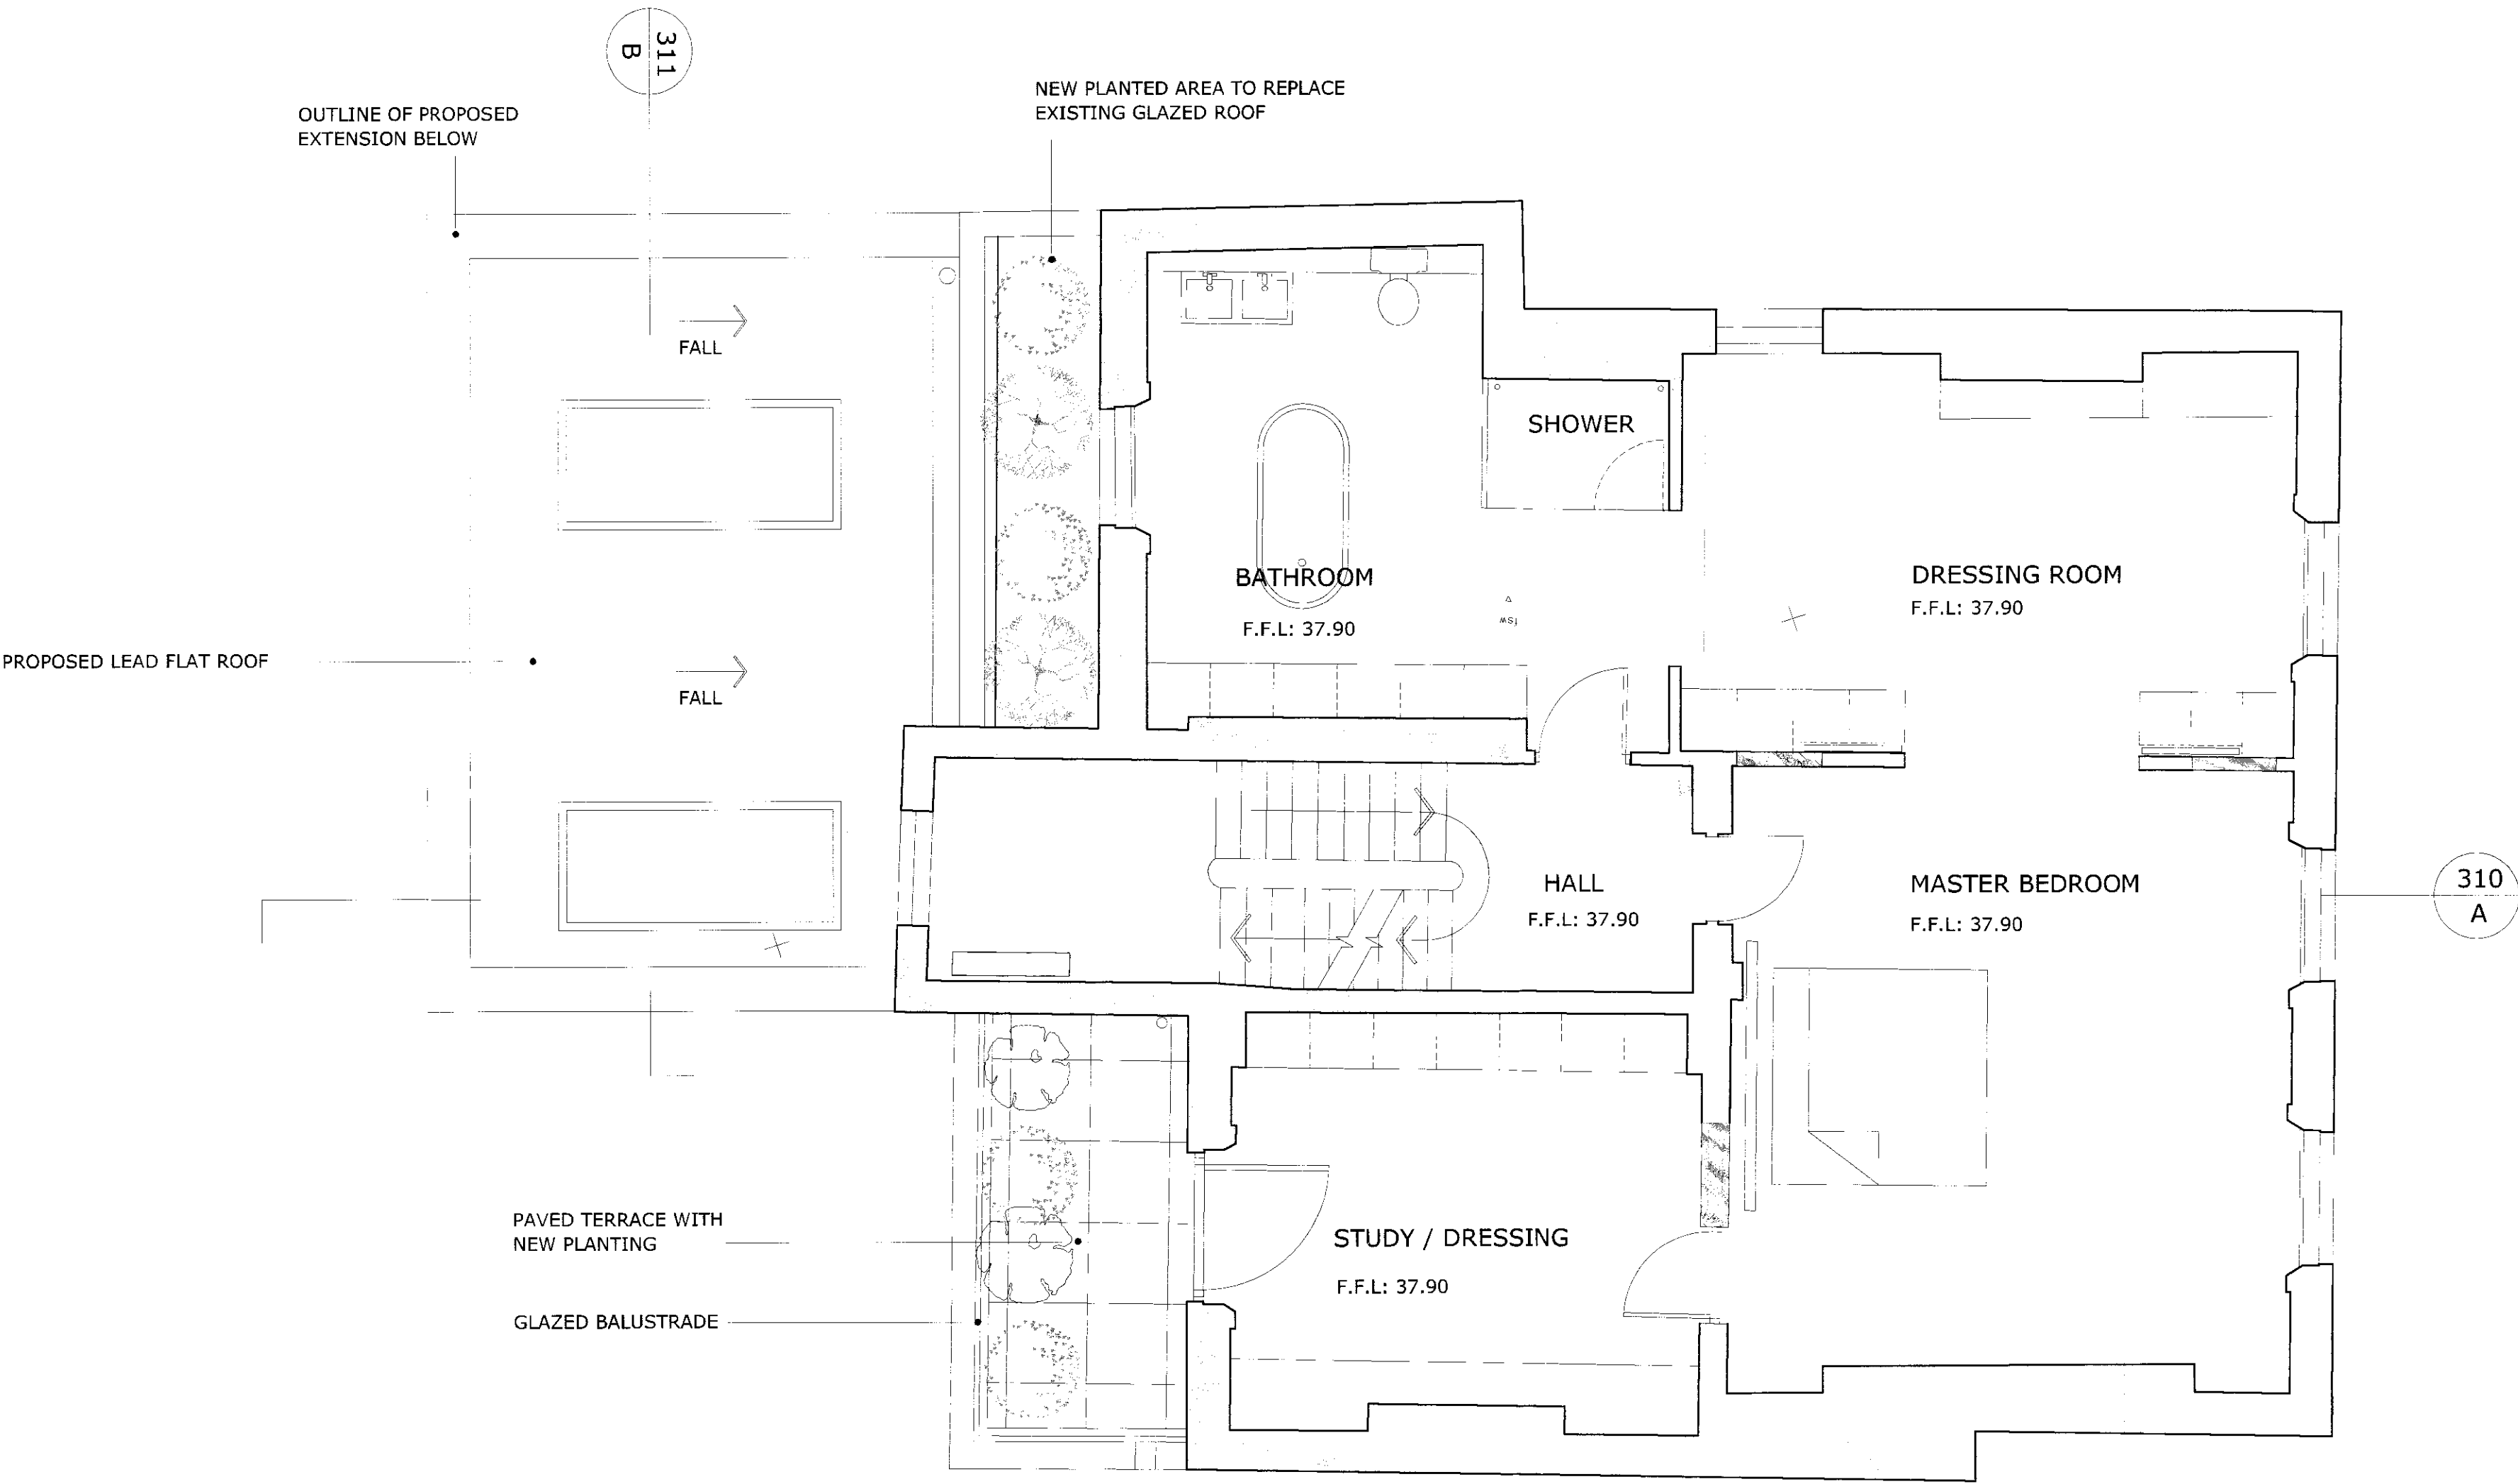 311
B
NEW PLANTED AREA TO REPLACE
EXISTING GLAZED ROOF
OUTLINE OF PROPOSED
EXTENSION BELOW
FALL
SHOWER
BATHROOM
F.F.L: 37.90
DRESSING ROOM
F.F.L: 37.90
PROPOSED LEAD FLAT ROOF
FALL
HALL
F.F.L: 37.90
MASTER BEDROOM
F.F.L: 37.90
310
A
PAVED TERRACE WITH
NEW PLANTING
STUDY / DRESSING
F.F.L: 37.90
GLAZED BALUSTRADE